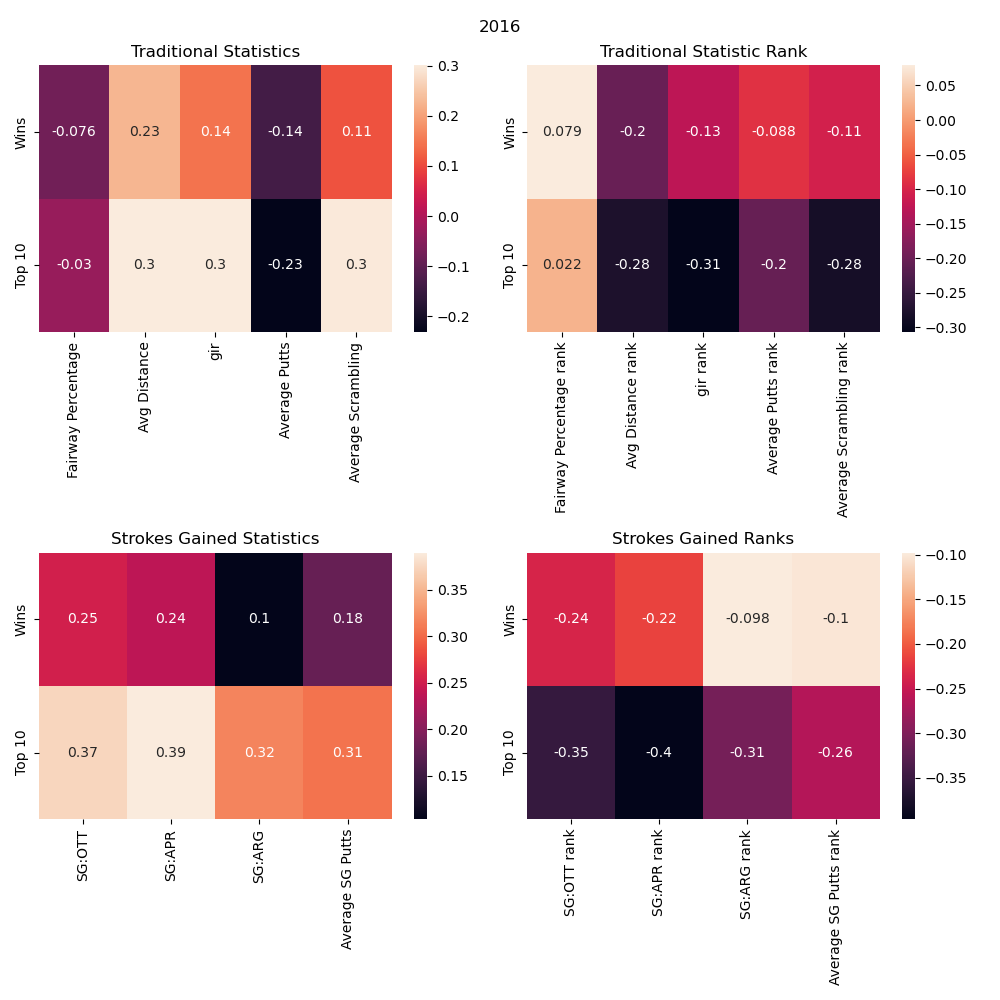 2016
Traditional Statistics
Wins
Top 10
-0.076 0.23 0.14 -0.14 0.11
-0.03 0.3 0.3 -0.23 0.3
Fairway Percentage
Avg Distance
gir
Average Putts
Average Scrambling
0.3
0.2
0.1
0.0
−0.1
−0.2
Traditional Statistic Rank
Wins
Top 10
0.079 -0.2 -0.13 -0.088 -0.11
0.022 -0.28 -0.31 -0.2 -0.28
Fairway Percentage rank
Avg Distance rank
gir rank
Average Putts rank
Average Scrambling rank
0.05
0.00
−0.05
−0.10
−0.15
−0.20
−0.25
−0.30
Strokes Gained Statistics
Wins
Top 10
0.25 0.24 0.1 0.18
0.37 0.39 0.32 0.31
SG:OTT
SG:APR
SG:ARG
Average SG Putts
0.35
0.30
0.25
0.20
0.15
Strokes Gained Ranks
Wins
Top 10
-0.24 -0.22 -0.098 -0.1
-0.35 -0.4 -0.31 -0.26
SG:OTT rank
SG:APR rank
SG:ARG rank
Average SG Putts rank
−0.10
−0.15
−0.20
−0.25
−0.30
−0.35